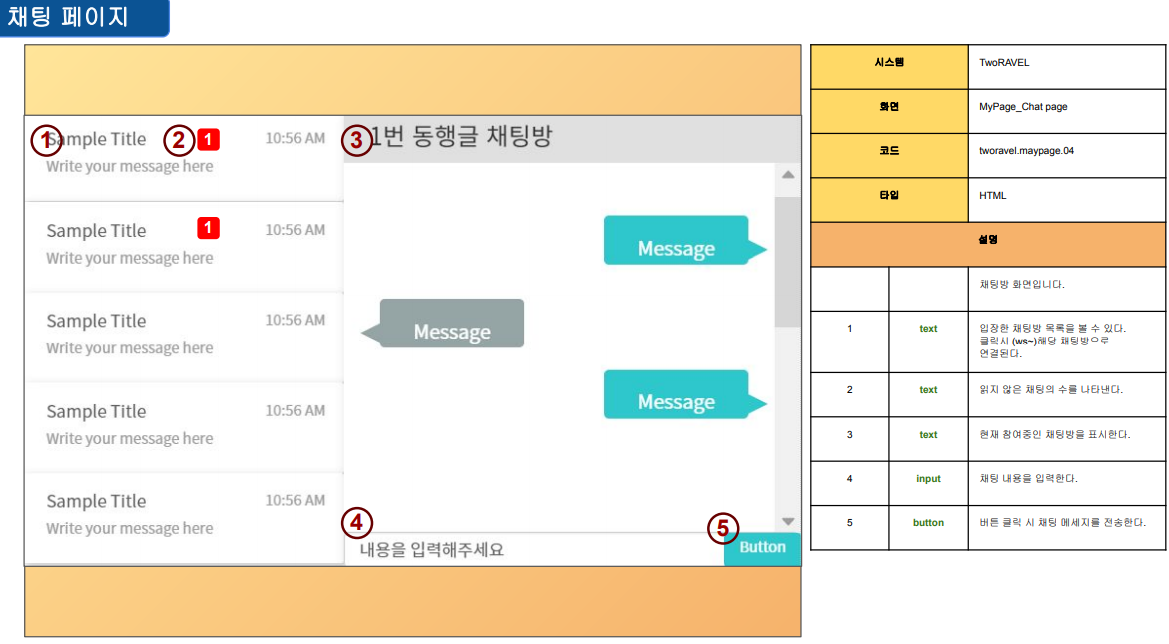 채팅 페이지
1 Sample Title 2 1 10:56 AM
Write your message here
Sample Title 1 10:56 AM
Write your message here
Sample Title 10:56 AM
Write your message here
Sample Title 10:56 AM
Write your message here
Sample Title 10:56 AM
Write your message here
3 1번 동행글 채팅방
Message
Message
Message
4
5
내용을 입력해주세요 Button
시스템 TwoRAVEL
화면 MyPage_Chat page
코드 tworavel.maypage.04
타입 HTML
설명
채팅방 화면입니다.
1 text 입장한 채팅방 목록을 볼 수 있다.
클릭시 (ws~)해당 채팅방으로
연결된다.
2 text 읽지 않은 채팅의 수를 나타낸다.
3 text 현재 참여중인 채팅방을 표시한다.
4 input 채팅 내용을 입력한다.
5 button 버튼 클릭 시 채팅 메세지를 전송한다.